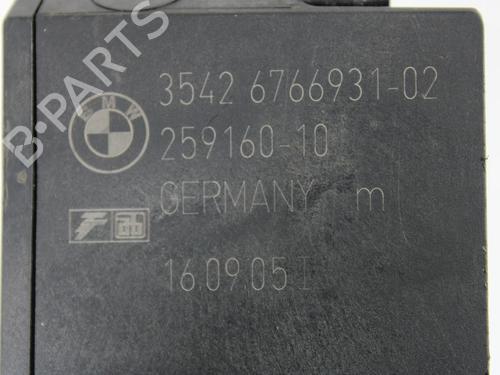 B-PARTS
BMW
3542 6766931-02
259160-10
GERMANY m
16.09.05 I